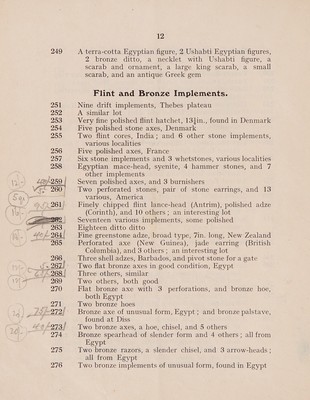 12
249 A terra-cotta Egyptian figure, 2 Ushabti Egyptian figures,
2 bronze ditto, a necklet with Ushabti figure, a
scarab and ornament, a large king scarab, a small
scarab, and an antique Greek gem
Flint and Bronze Implements.
251 Nine drift implements, Thebes plateau
252 A similar lot
253 Very fine polished flint hatchet, 13½in., found in Denmark
254 Five polished stone axes, Denmark
255 Two flint cores, India; and 6 other stone implements,
various localities
256 Five polished axes, France
257 Six stone implements and 3 whetstones, various localities
258 Egyptian mace-head, syenite, 4 hammer stones, and 7
other implements
259 Seven polished axes, and 3 burnishers
260 Two perforated stones, pair of stone earrings, and 13
various, America
261 Finely chipped flint lance-head (Antrim), polished adze
(Corinth), and 10 others; an interesting lot
262 Seventeen various implements, some polished
263 Eighteen ditto ditto
264 Fine greenstone adze, broad type, 7in. long, New Zealand
265 Perforated axe (New Guinea), jade earring (British
Columbia), and 3 others; an interesting lot
266 Three shell adzes, Barbados, and pivot stone for a gate
267 Two flat bronze axes in good condition, Egypt
268 Three others, similar
269 Two others, both good
270 Flat bronze axe with 3 perforations, and bronze hoe,
both Egypt
271 Two bronze hoes
272 Bronze axe of unusual form, Egypt; and bronze palstave,
found at Diss
273 Two bronze axes, a hoe, chisel, and 5 others
274 Bronze spearhead of slender form and 4 others; all from
Egypt
275 Two bronze razors, a slender chisel, and 3 arrow-heads;
all from Egypt
276 Two bronze implements of unusual form, found in Egypt